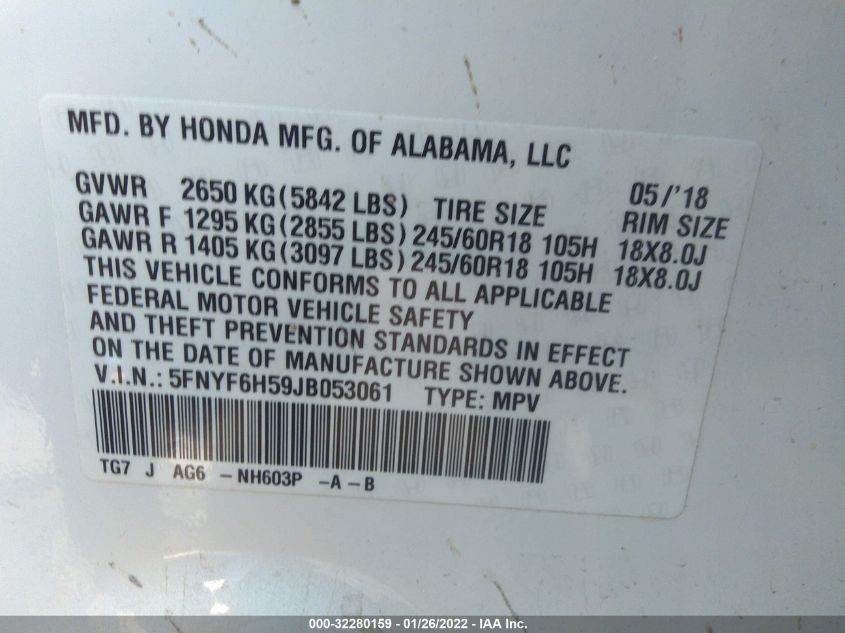 MFD. BY HONDA MFG. OF ALABAMA, LLC
GVWR 2650 KG (5842 LBS) TIRE SIZE 05/'18
GAWR F 1295 KG (2855 LBS) 245/60R18 105H RIM SIZE 18X8.0J
GAWR R 1405 KG (3097 LBS) 245/60R18 105H 18X8.0J
THIS VEHICLE CONFORMS TO ALL APPLICABLE
FEDERAL MOTOR VEHICLE SAFETY
AND THEFT PREVENTION STANDARDS IN EFFECT
ON THE DATE OF MANUFACTURE SHOWN ABOVE.
V.I.N.: 5FNYF6H59JB053061 TYPE: MPV
TG7 J AG6 - NH603P - A - B
000-32280159 - 01/26/2022 - IAA Inc.